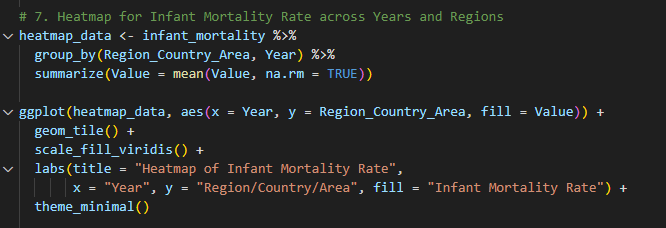 # 7. Heatmap for Infant Mortality Rate across Years and Regions
heatmap_data <- infant_mortality %>%
  group_by(Region_Country_Area, Year) %>%
  summarize(Value = mean(Value, na.rm = TRUE))

ggplot(heatmap_data, aes(x = Year, y = Region_Country_Area, fill = Value)) +
  geom_tile() +
  scale_fill_viridis() +
  labs(title = "Heatmap of Infant Mortality Rate",
       x = "Year", y = "Region/Country/Area", fill = "Infant Mortality Rate") +
  theme_minimal()